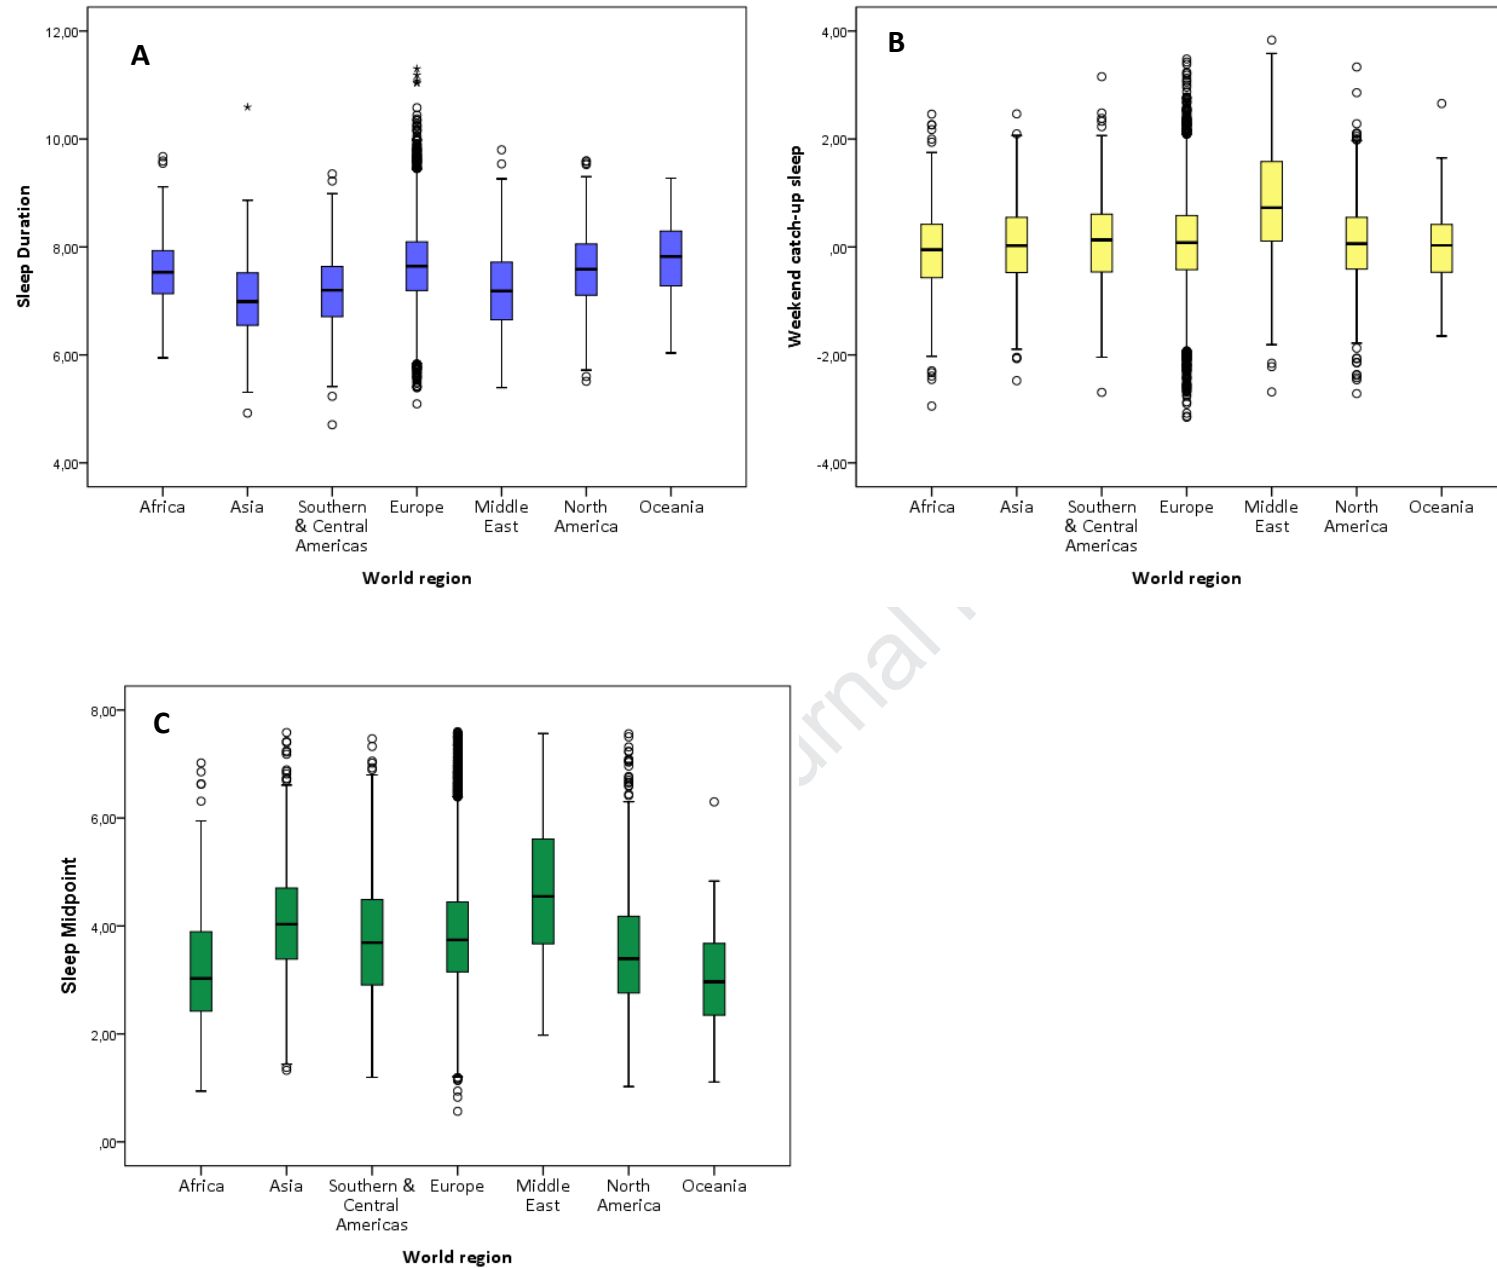 A
12,00
10,00
8,00
6,00
4,00
Sleep Duration
Africa
Asia
Southern
& Central
Americas
Europe
Middle
East
North
America
Oceania
World region
B
4,00
2,00
,00
-2,00
-4,00
Weekend catch-up sleep
Africa
Asia
Southern
& Central
Americas
Europe
Middle
East
North
America
Oceania
World region
C
8,00
6,00
4,00
2,00
,00
Sleep Midpoint
Africa
Asia
Southern &
Central
Americas
Europe
Middle
East
North
America
Oceania
World region